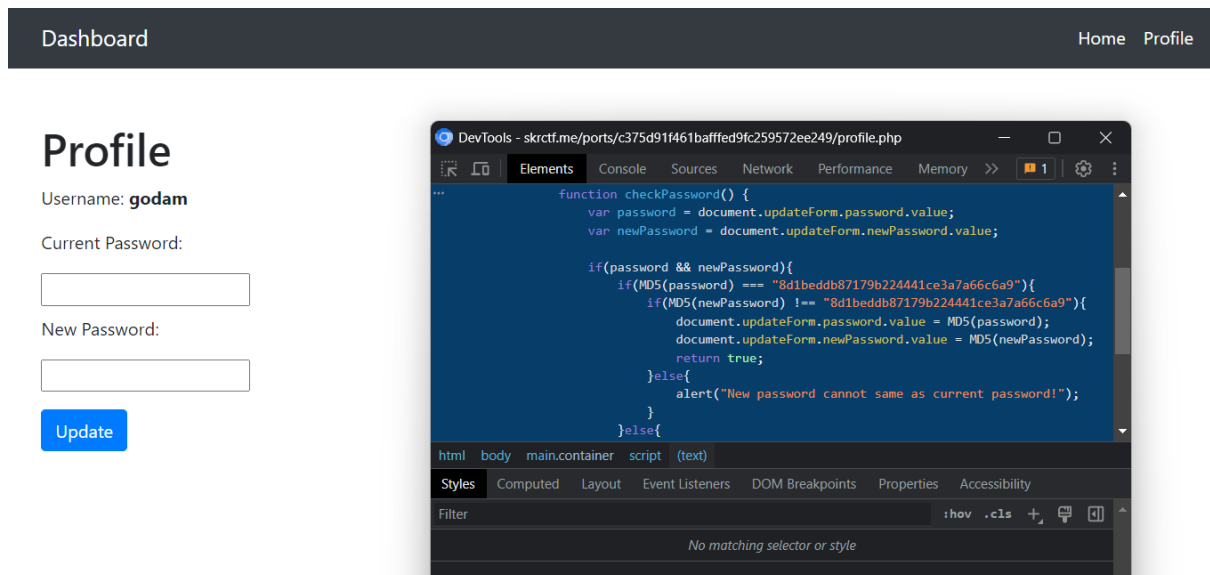 Dashboard
Home Profile
Profile
Username: godam
Current Password:
New Password:
Update
DevTools - skrctf.me/ports/c375d91f461bafffed9fc259572ee249/profile.php
Elements Console Sources Network Performance Memory 1
function checkPassword() {
var password = document.updateForm.password.value;
var newPassword = document.updateForm.newPassword.value;
if(password && newPassword){
if(MD5(password) === "8d1beddb87179b224441ce3a7a66c6a9"){
if(MD5(newPassword) !== "8d1beddb87179b224441ce3a7a66c6a9"){
document.updateForm.password.value = MD5(password);
document.updateForm.newPassword.value = MD5(newPassword);
return true;
}else{
alert("New password cannot same as current password!");
}
}else{
html body main.container script (text)
Styles Computed Layout Event Listeners DOM Breakpoints Properties Accessibility
Filter :hov .cls
No matching selector or style